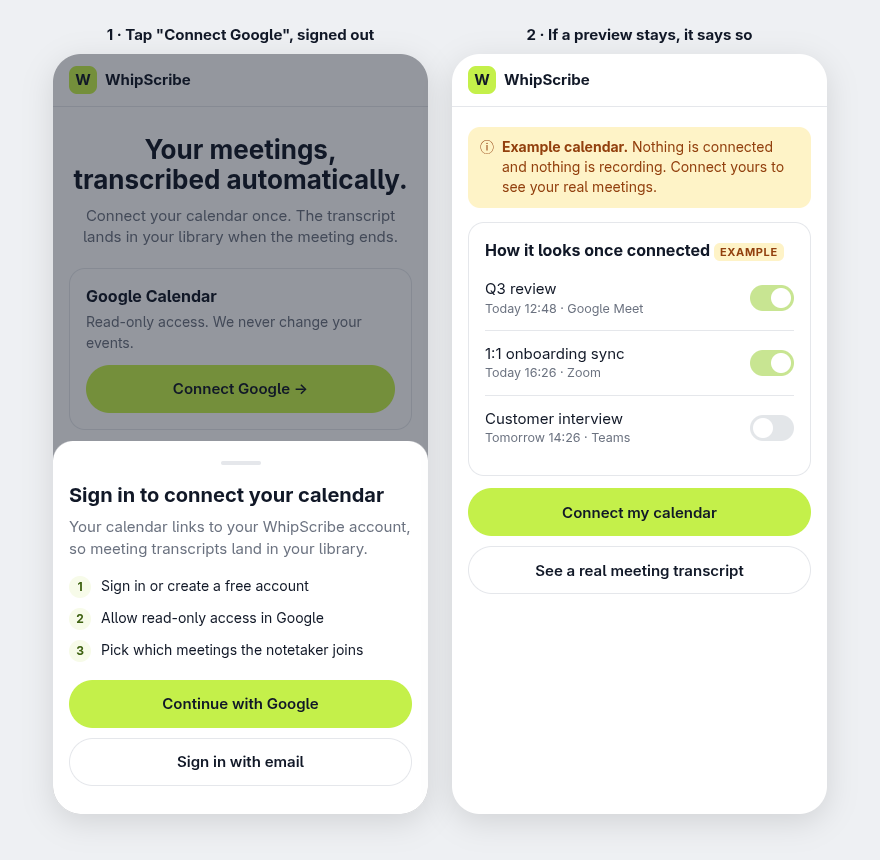 1 · Tap "Connect Google", signed out
W WhipScribe
Your meetings,
transcribed automatically.
Connect your calendar once. The transcript
lands in your library when the meeting ends.
Google Calendar
Read-only access. We never change your
events.
Connect Google →
Sign in to connect your calendar
Your calendar links to your WhipScribe account,
so meeting transcripts land in your library.
1 Sign in or create a free account
2 Allow read-only access in Google
3 Pick which meetings the notetaker joins
Continue with Google
Sign in with email
2 · If a preview stays, it says so
W WhipScribe
ⓘ Example calendar. Nothing is connected
and nothing is recording. Connect yours to
see your real meetings.
How it looks once connected EXAMPLE
Q3 review
Today 12:48 · Google Meet
1:1 onboarding sync
Today 16:26 · Zoom
Customer interview
Tomorrow 14:26 · Teams
Connect my calendar
See a real meeting transcript